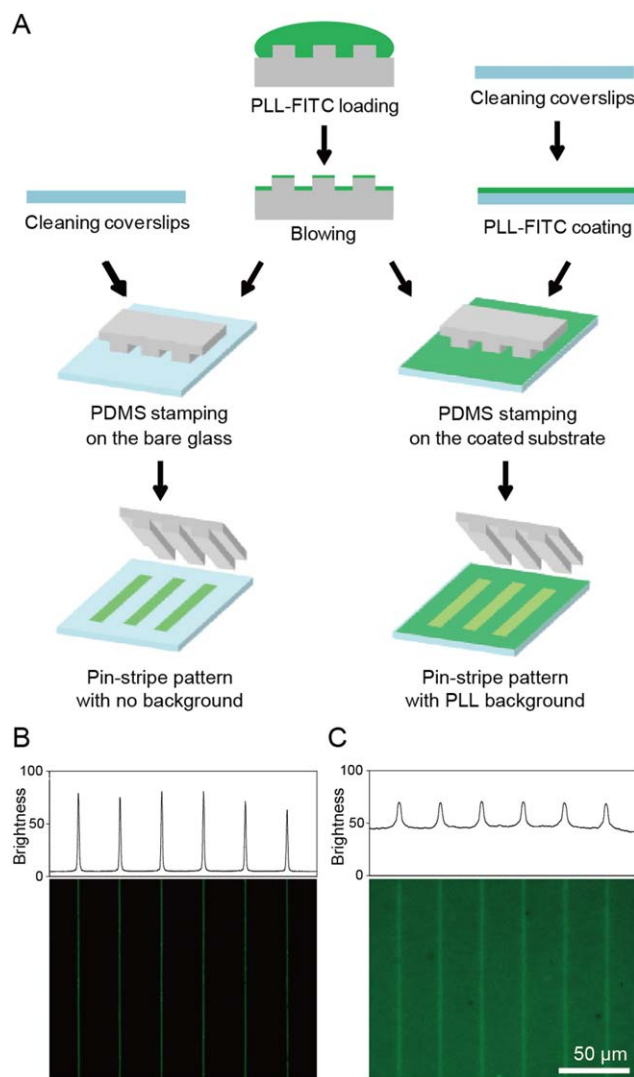 A
PLL-FITC loading
Cleaning coverslips
Cleaning coverslips
Blowing
PLL-FITC coating
PDMS stamping
on the bare glass
PDMS stamping
on the coated substrate
Pin-stripe pattern
with no background
Pin-stripe pattern
with PLL background
B
100
50
0
Brightness
C
100
50
0
Brightness
50 µm